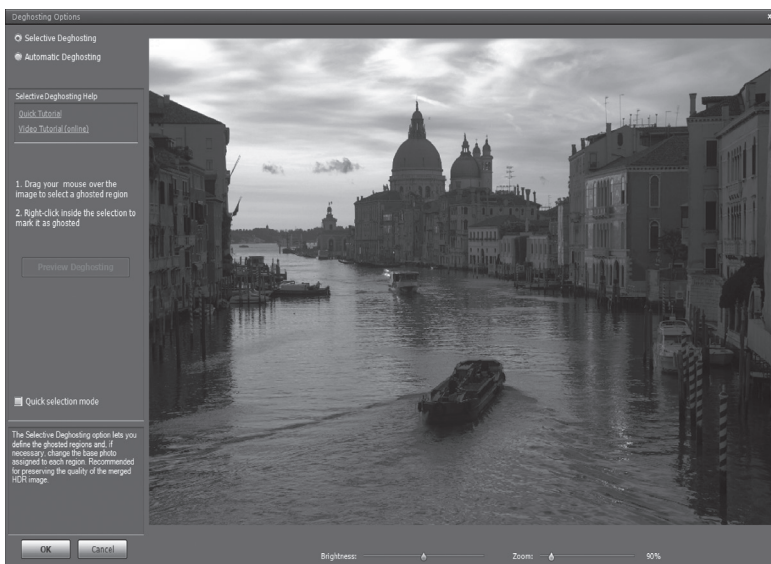 Deghosting Options
Selective Deghosting
Automatic Deghosting
Selective Deghosting Help
Quick Tutorial
Video Tutorial (online)
1. Drag your mouse over the
image to select a ghosted region
2. Right-click inside the selection to
mark it as ghosted
Preview Deghosting
Quick selection mode
The Selective Deghosting option lets you
define the ghosted regions and, if
necessary, change the base photo
assigned to each region. Recommended
for preserving the quality of the merged
HDR image.
OK Cancel
Brightness: Zoom: 90%